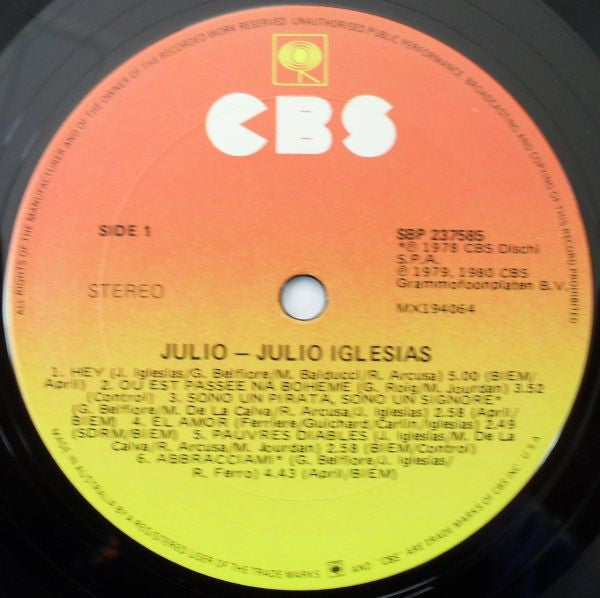 ALL RIGHTS OF THE MANUFACTURER AND OF THE OWNER OF THE RECORDED WORK RESERVED. UNAUTHORISED PUBLIC PERFORMANCE, BROADCASTING AND COPYING OF THIS RECORD PROHIBITED
CBS
SIDE 1
SBP 237585
*℗ 1978 CBS Dischi
S.P.A.
℗ 1979, 1980 CBS
Grammofoonplaten B.V.
STEREO
MX194064
JULIO – JULIO IGLESIAS
1. HEY (J. Iglesias/G. Belfiore/M. Balducci/R. Arcusa) 5.00 (BIEM/
April) 2. OU EST PASSEE NA BOHEME (G. Roig/M. Jourdan) 3.52
(Control) 3. SONO UN PIRATA, SONO UN SIGNORE*
(G. Belfiore/M. De La Calva/R. Arcusa/J. Iglesias) 2.58 (April/
BIEM) 4. EL AMOR (Ferriere/Guichard/Carlin/Iglesias) 2.49
(SDRM/BIEM) 5. PAUVRES DIABLES (J. Iglesias/M. De La
Calva/R. Arcusa/M. Jourdan) 2.58 (BIEM/Control)
6. ABBRACCIAMI* (G. Belfiore/J. Iglesias/
R. Ferro) 4.43 (April/BIEM)
MADE IN AUSTRALIA BY A REGISTERED USER OF THE TRADE MARKS AND "CBS" ARE TRADE MARKS OF CBS INC. U S A